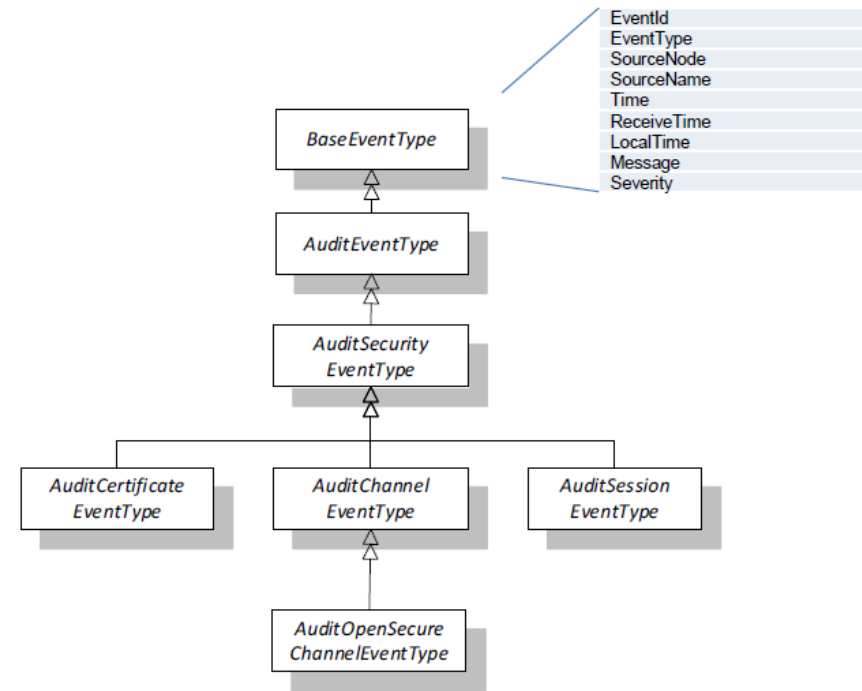 EventId
EventType
SourceNode
SourceName
Time
ReceiveTime
LocalTime
Message
Severity
BaseEventType
AuditEventType
AuditSecurity
EventType
AuditCertificate
EventType
AuditChannel
EventType
AuditSession
EventType
AuditOpenSecure
ChannelEventType